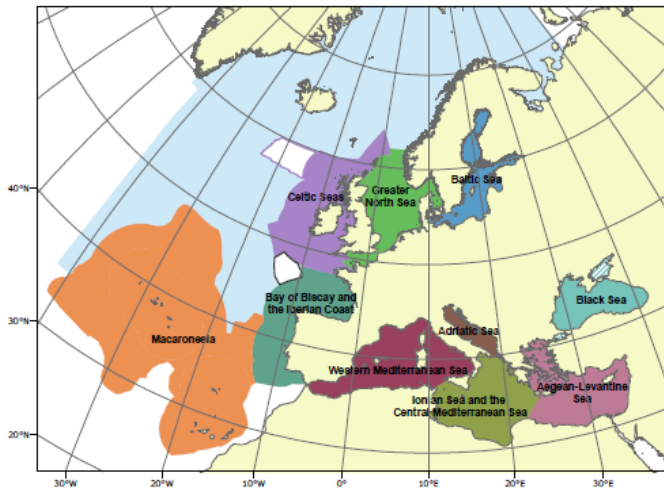 40°N
30°N
20°N
Celtic Seas
Greater
North Sea
Baltic Sea
Bay of Biscay and
the Iberian Coast
Black Sea
Macaronesia
Adriatic Sea
Western Mediterranean Sea
Ionian Sea and the
Central Mediterranean Sea
Aegean-Levantine
Sea
30°W
20°W
10°W
0°
10°E
20°E
30°E